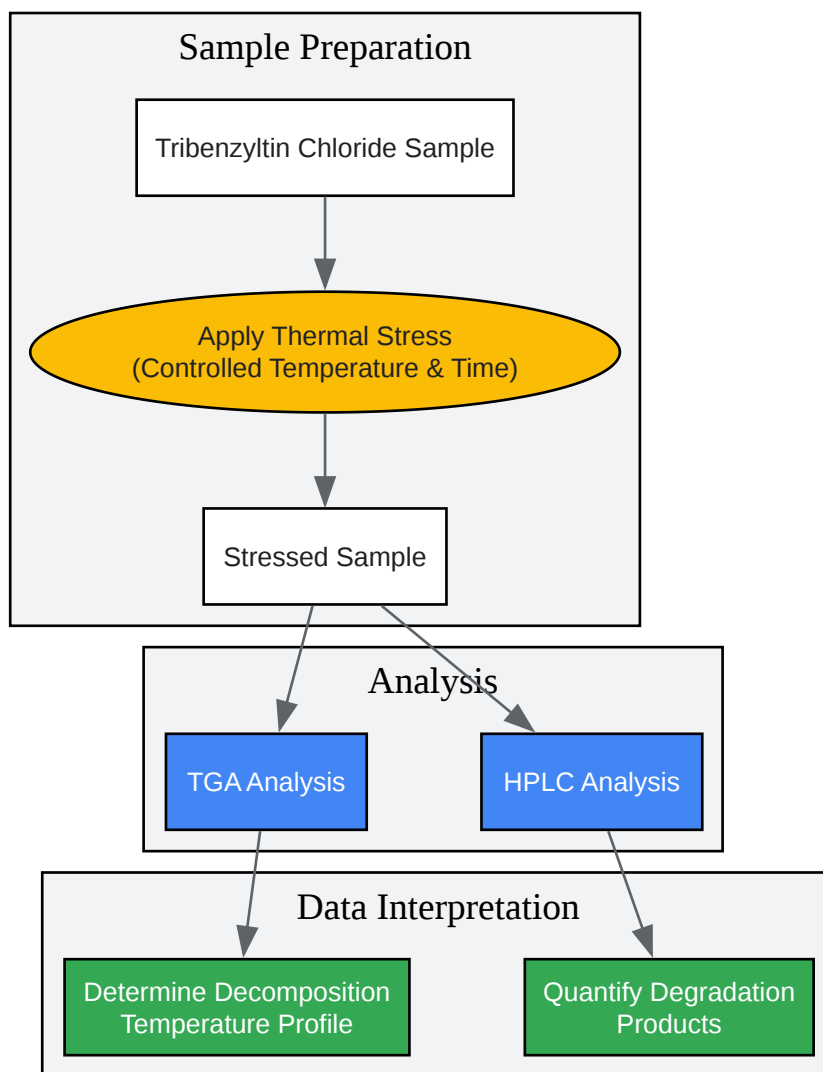 Sample Preparation
Tribenzyltin Chloride Sample
Apply Thermal Stress
(Controlled Temperature & Time)
Stressed Sample
Analysis
TGA Analysis
HPLC Analysis
Data Interpretation
Determine Decomposition
Temperature Profile
Quantify Degradation
Products